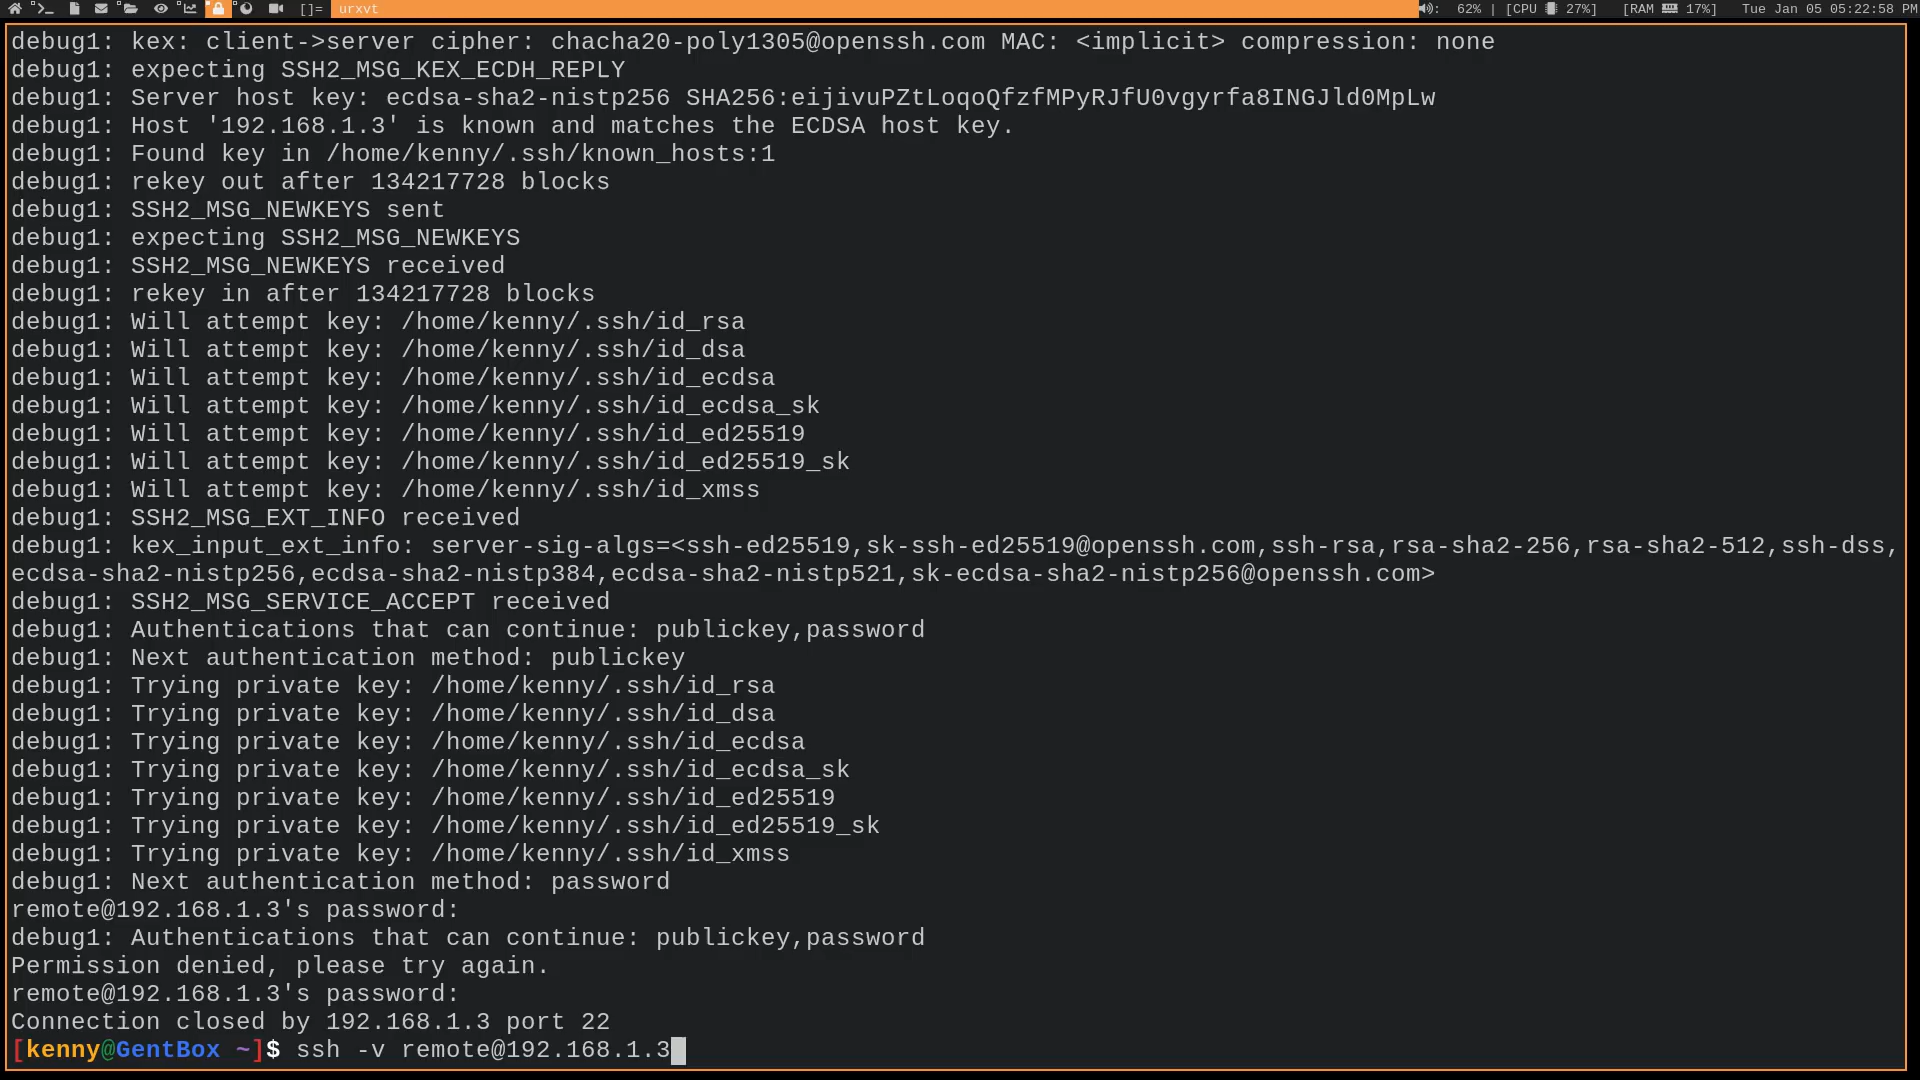 []= urxvt : 62% | [CPU 27%] [RAM 17%] Tue Jan 05 05:22:58 PM
debug1: kex: client->server cipher: chacha20-poly1305@openssh.com MAC: <implicit> compression: none
debug1: expecting SSH2_MSG_KEX_ECDH_REPLY
debug1: Server host key: ecdsa-sha2-nistp256 SHA256:eijivuPZtLoqoQfzfMPyRJfU0vgyrfa8INGJld0MpLw
debug1: Host '192.168.1.3' is known and matches the ECDSA host key.
debug1: Found key in /home/kenny/.ssh/known_hosts:1
debug1: rekey out after 134217728 blocks
debug1: SSH2_MSG_NEWKEYS sent
debug1: expecting SSH2_MSG_NEWKEYS
debug1: SSH2_MSG_NEWKEYS received
debug1: rekey in after 134217728 blocks
debug1: Will attempt key: /home/kenny/.ssh/id_rsa
debug1: Will attempt key: /home/kenny/.ssh/id_dsa
debug1: Will attempt key: /home/kenny/.ssh/id_ecdsa
debug1: Will attempt key: /home/kenny/.ssh/id_ecdsa_sk
debug1: Will attempt key: /home/kenny/.ssh/id_ed25519
debug1: Will attempt key: /home/kenny/.ssh/id_ed25519_sk
debug1: Will attempt key: /home/kenny/.ssh/id_xmss
debug1: SSH2_MSG_EXT_INFO received
debug1: kex_input_ext_info: server-sig-algs=<ssh-ed25519,sk-ssh-ed25519@openssh.com,ssh-rsa,rsa-sha2-256,rsa-sha2-512,ssh-dss,
ecdsa-sha2-nistp256,ecdsa-sha2-nistp384,ecdsa-sha2-nistp521,sk-ecdsa-sha2-nistp256@openssh.com>
debug1: SSH2_MSG_SERVICE_ACCEPT received
debug1: Authentications that can continue: publickey,password
debug1: Next authentication method: publickey
debug1: Trying private key: /home/kenny/.ssh/id_rsa
debug1: Trying private key: /home/kenny/.ssh/id_dsa
debug1: Trying private key: /home/kenny/.ssh/id_ecdsa
debug1: Trying private key: /home/kenny/.ssh/id_ecdsa_sk
debug1: Trying private key: /home/kenny/.ssh/id_ed25519
debug1: Trying private key: /home/kenny/.ssh/id_ed25519_sk
debug1: Trying private key: /home/kenny/.ssh/id_xmss
debug1: Next authentication method: password
remote@192.168.1.3's password:
debug1: Authentications that can continue: publickey,password
Permission denied, please try again.
remote@192.168.1.3's password:
Connection closed by 192.168.1.3 port 22
[kenny@GentBox ~]$ ssh -v remote@192.168.1.3